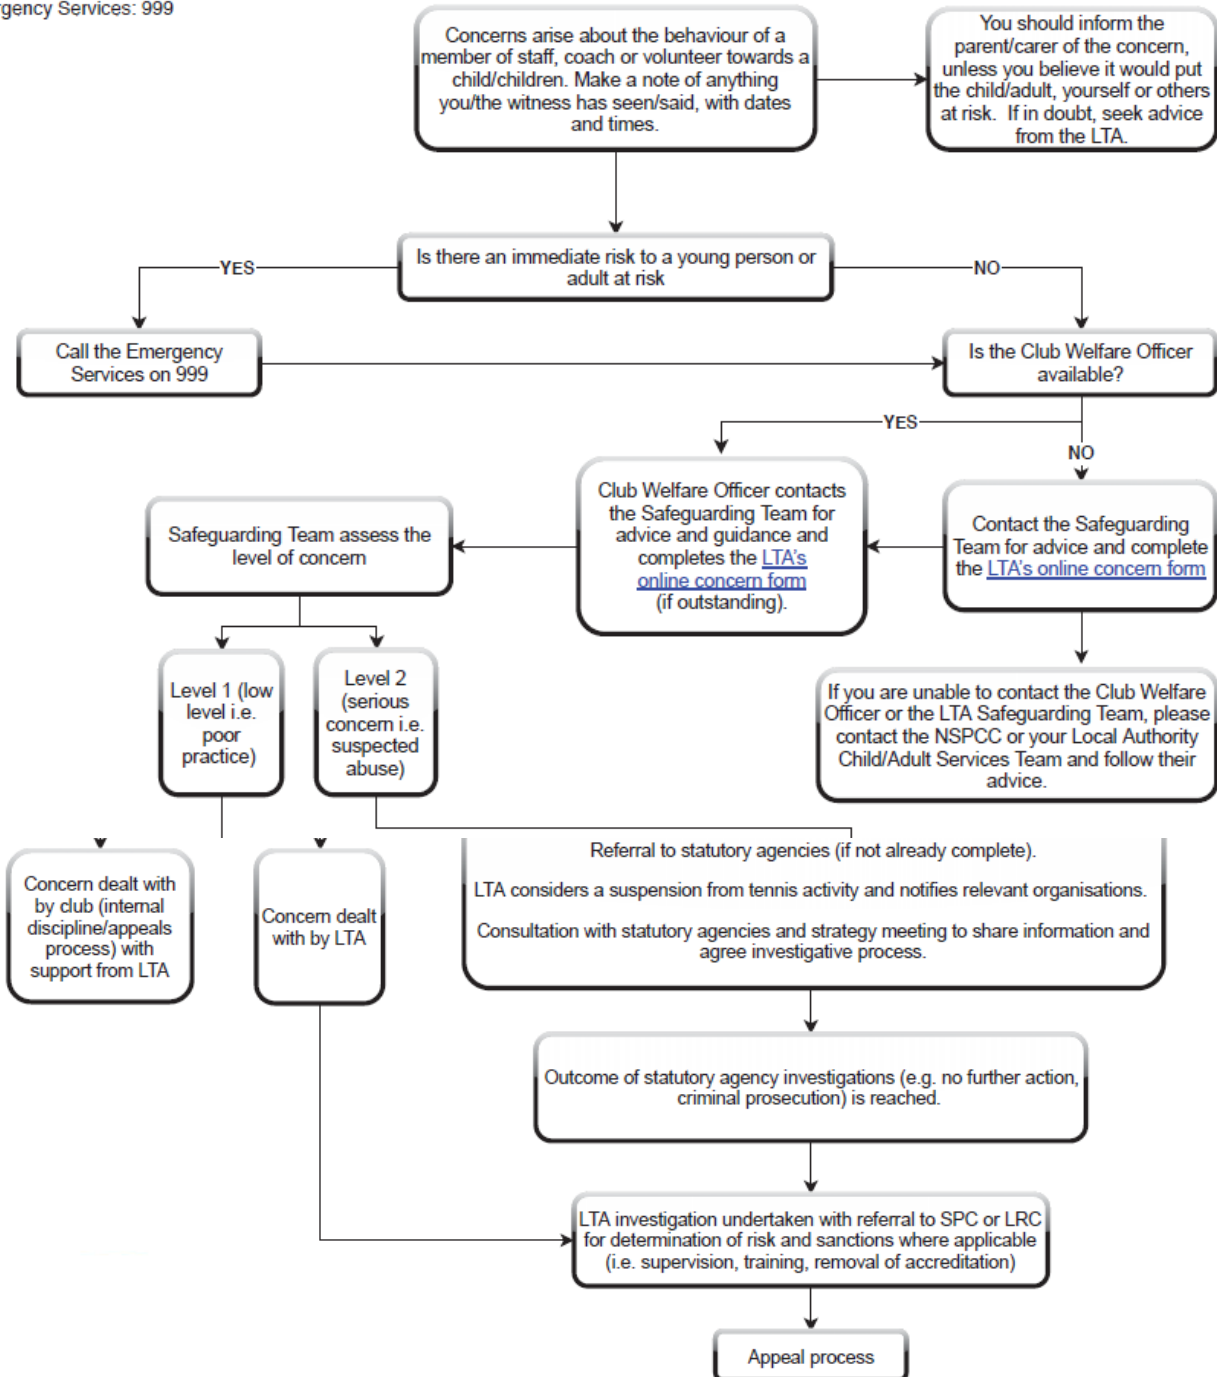 rgency Services: 999
Concerns arise about the behaviour of a
member of staff, coach or volunteer towards a
child/children. Make a note of anything
you/the witness has seen/said, with dates
and times.
You should inform the
parent/carer of the concern,
unless you believe it would put
the child/adult, yourself or others
at risk. If in doubt, seek advice
from the LTA.
Is there an immediate risk to a young person or
adult at risk
YES
NO
Call the Emergency
Services on 999
Is the Club Welfare Officer
available?
YES
NO
Club Welfare Officer contacts
the Safeguarding Team for
advice and guidance and
completes the LTA's
online concern form
(if outstanding).
Contact the Safeguarding
Team for advice and complete
the LTA's online concern form
Safeguarding Team assess the
level of concern
Level 1 (low
level i.e.
poor
practice)
Level 2
(serious
concern i.e.
suspected
abuse)
If you are unable to contact the Club Welfare
Officer or the LTA Safeguarding Team, please
contact the NSPCC or your Local Authority
Child/Adult Services Team and follow their
advice.
Concern dealt with
by club (internal
discipline/appeals
process) with
support from LTA
Concern dealt
with by LTA
Referral to statutory agencies (if not already complete).
LTA considers a suspension from tennis activity and notifies relevant organisations.
Consultation with statutory agencies and strategy meeting to share information and
agree investigative process.
Outcome of statutory agency investigations (e.g. no further action,
criminal prosecution) is reached.
LTA investigation undertaken with referral to SPC or LRC
for determination of risk and sanctions where applicable
(i.e. supervision, training, removal of accreditation)
Appeal process